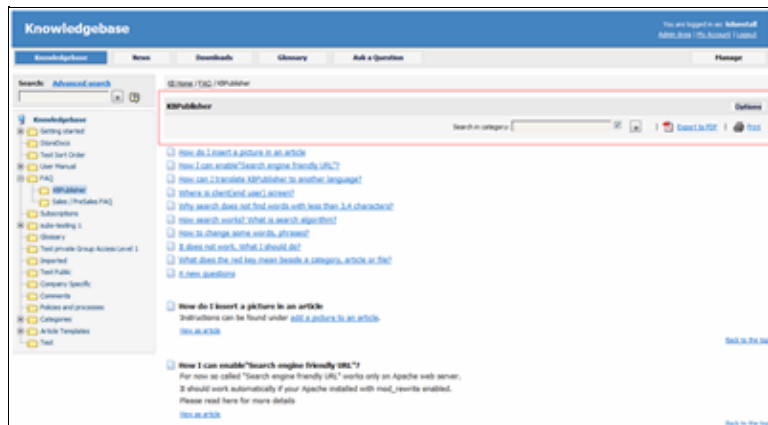 Knowledgebase
You are logged in as:
Admin Area | My Account | Logout
Knowledgebase News Downloads Glossary Ask a Question Manage
Search: Advanced search
KB Home / FAQ / KBPublisher
KBPublisher Options
Search in category Export to PDF | Print
Knowledgebase
Getting started
StoreDocs
Test Sort Order
User Manual
FAQ
KBPublisher
Sales / PreSales FAQ
Subscriptions
sube-testing 1
Glossary
Test private Group Access Level 1
Imported
Test Public
Company Specific
Comments
Policies and processes
Categories
Article Templates
Test
How do I insert a picture in an article
How I can enable"Search engine friendly URL"?
How can I translate KBPublisher to another language?
Where is client(end user) screen?
Why search does not find words with less than 3,4 characters?
How search works? What is search algorithm?
How to change some words, phrases?
It does not work. What I should do?
What does the red key mean beside a category, article or file?
A new questions
How do I insert a picture in an article
Instructions can be found under add a picture to an article.
View as article
Back to the top
How I can enable"Search engine friendly URL"?
For now so called "Search engine friendly URL" works only on Apache web server.
It should work automatically if your Apache installed with mod_rewrite enabled.
Please read here for more details
View as article
Back to the top